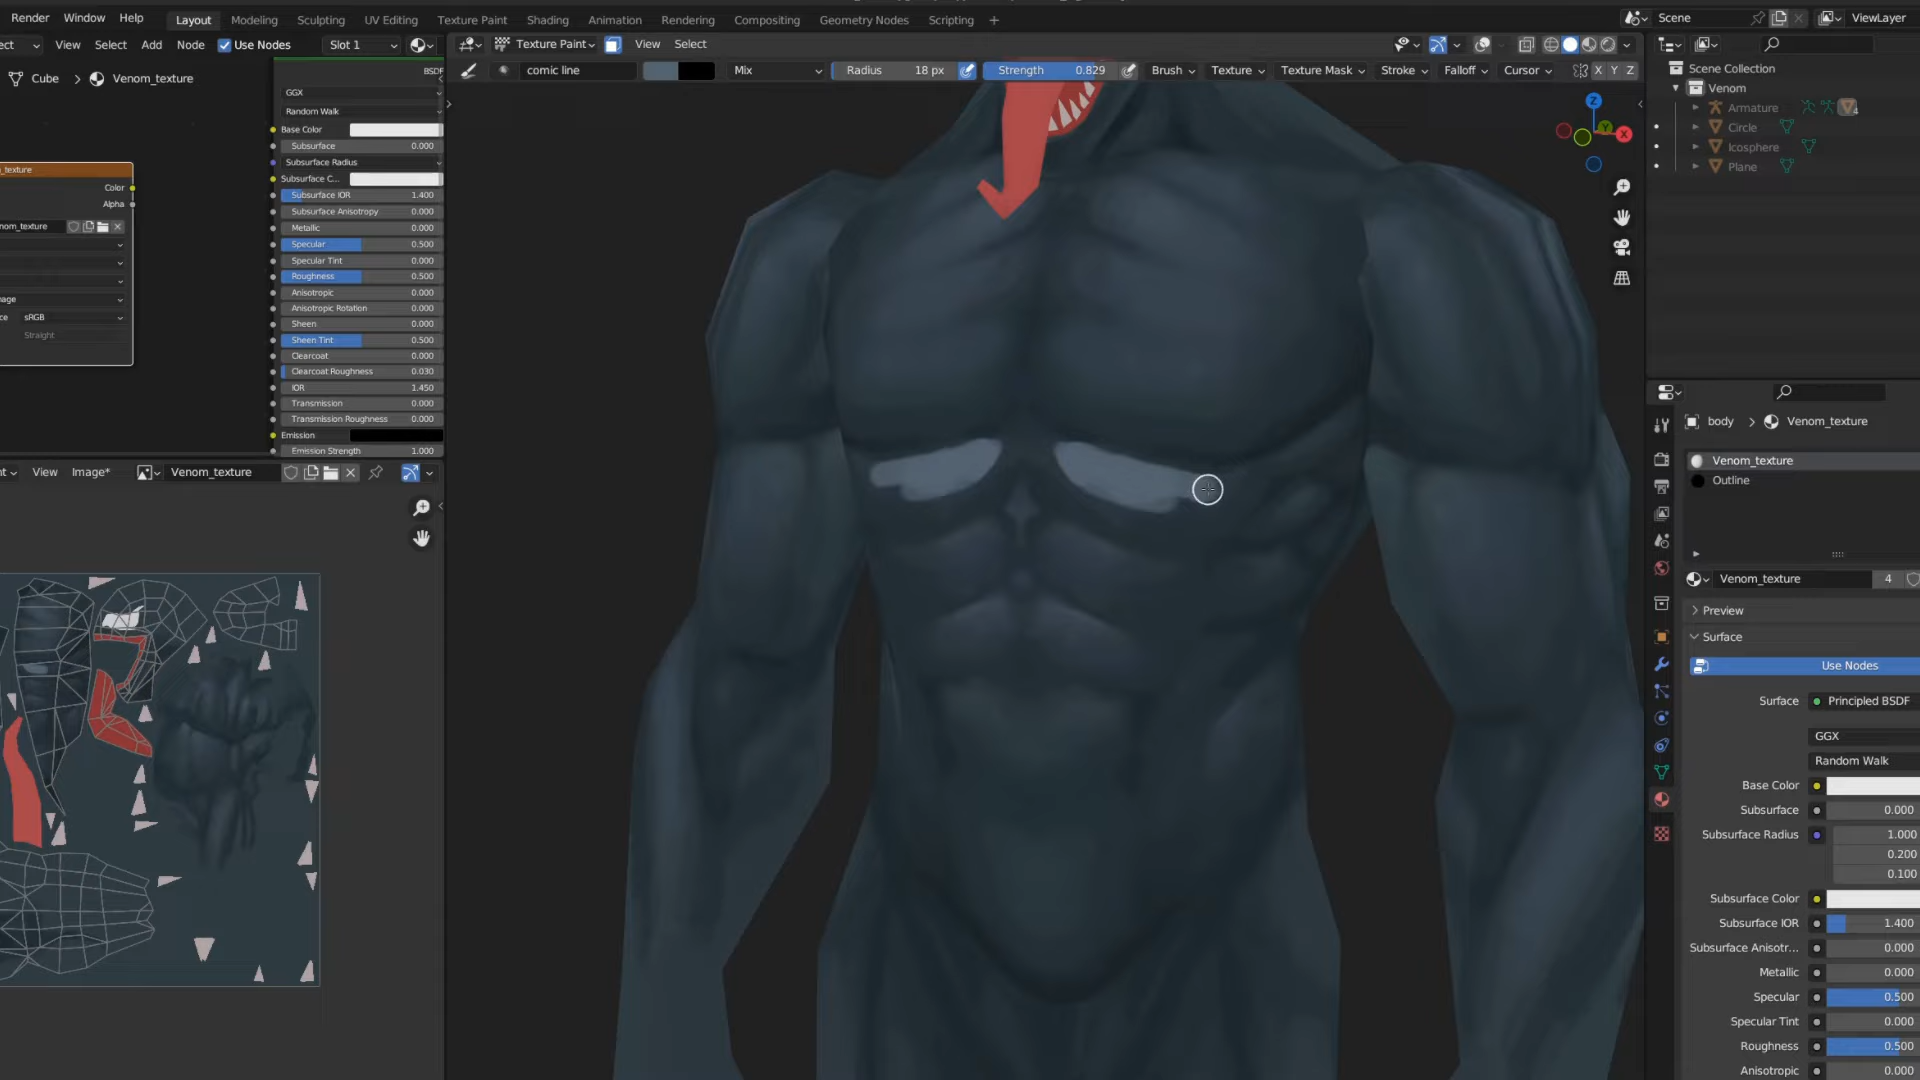 Render Window Help Layout Modeling Sculpting UV Editing Texture Paint Shading Animation Rendering Compositing Geometry Nodes Scripting + Scene ViewLayer
View Select Add Node Use Nodes Slot 1 Texture Paint View Select
comic line Mix Radius 18 px Strength 0.829 Brush Texture Texture Mask Stroke Falloff Cursor X Y Z
Cube > Venom_texture
GGX
Random Walk
Base Color
Subsurface 0.000
Subsurface Radius
Subsurface C...
Subsurface IOR 1.400
Subsurface Anisotropy 0.000
Metallic 0.000
Specular 0.500
Specular Tint 0.000
Roughness 0.500
Anisotropic 0.000
Anisotropic Rotation 0.000
Sheen 0.000
Sheen Tint 0.500
Clearcoat 0.000
Clearcoat Roughness 0.030
IOR 1.450
Transmission 0.000
Transmission Roughness 0.000
Emission
Emission Strength 1.000
Color
Alpha
sRGB
Straight
View Image* Venom_texture
Z
X
Scene Collection
Venom
Armature
Circle
Icosphere
Plane
body > Venom_texture
Venom_texture
Outline
Venom_texture 4
Preview
Surface
Use Nodes
Surface Principled BSDF
GGX
Random Walk
Base Color
Subsurface 0.000
Subsurface Radius 1.000
0.200
0.100
Subsurface Color
Subsurface IOR 1.400
Subsurface Anisotr... 0.000
Metallic 0.000
Specular 0.500
Specular Tint 0.000
Roughness 0.500
Anisotropic 0.000